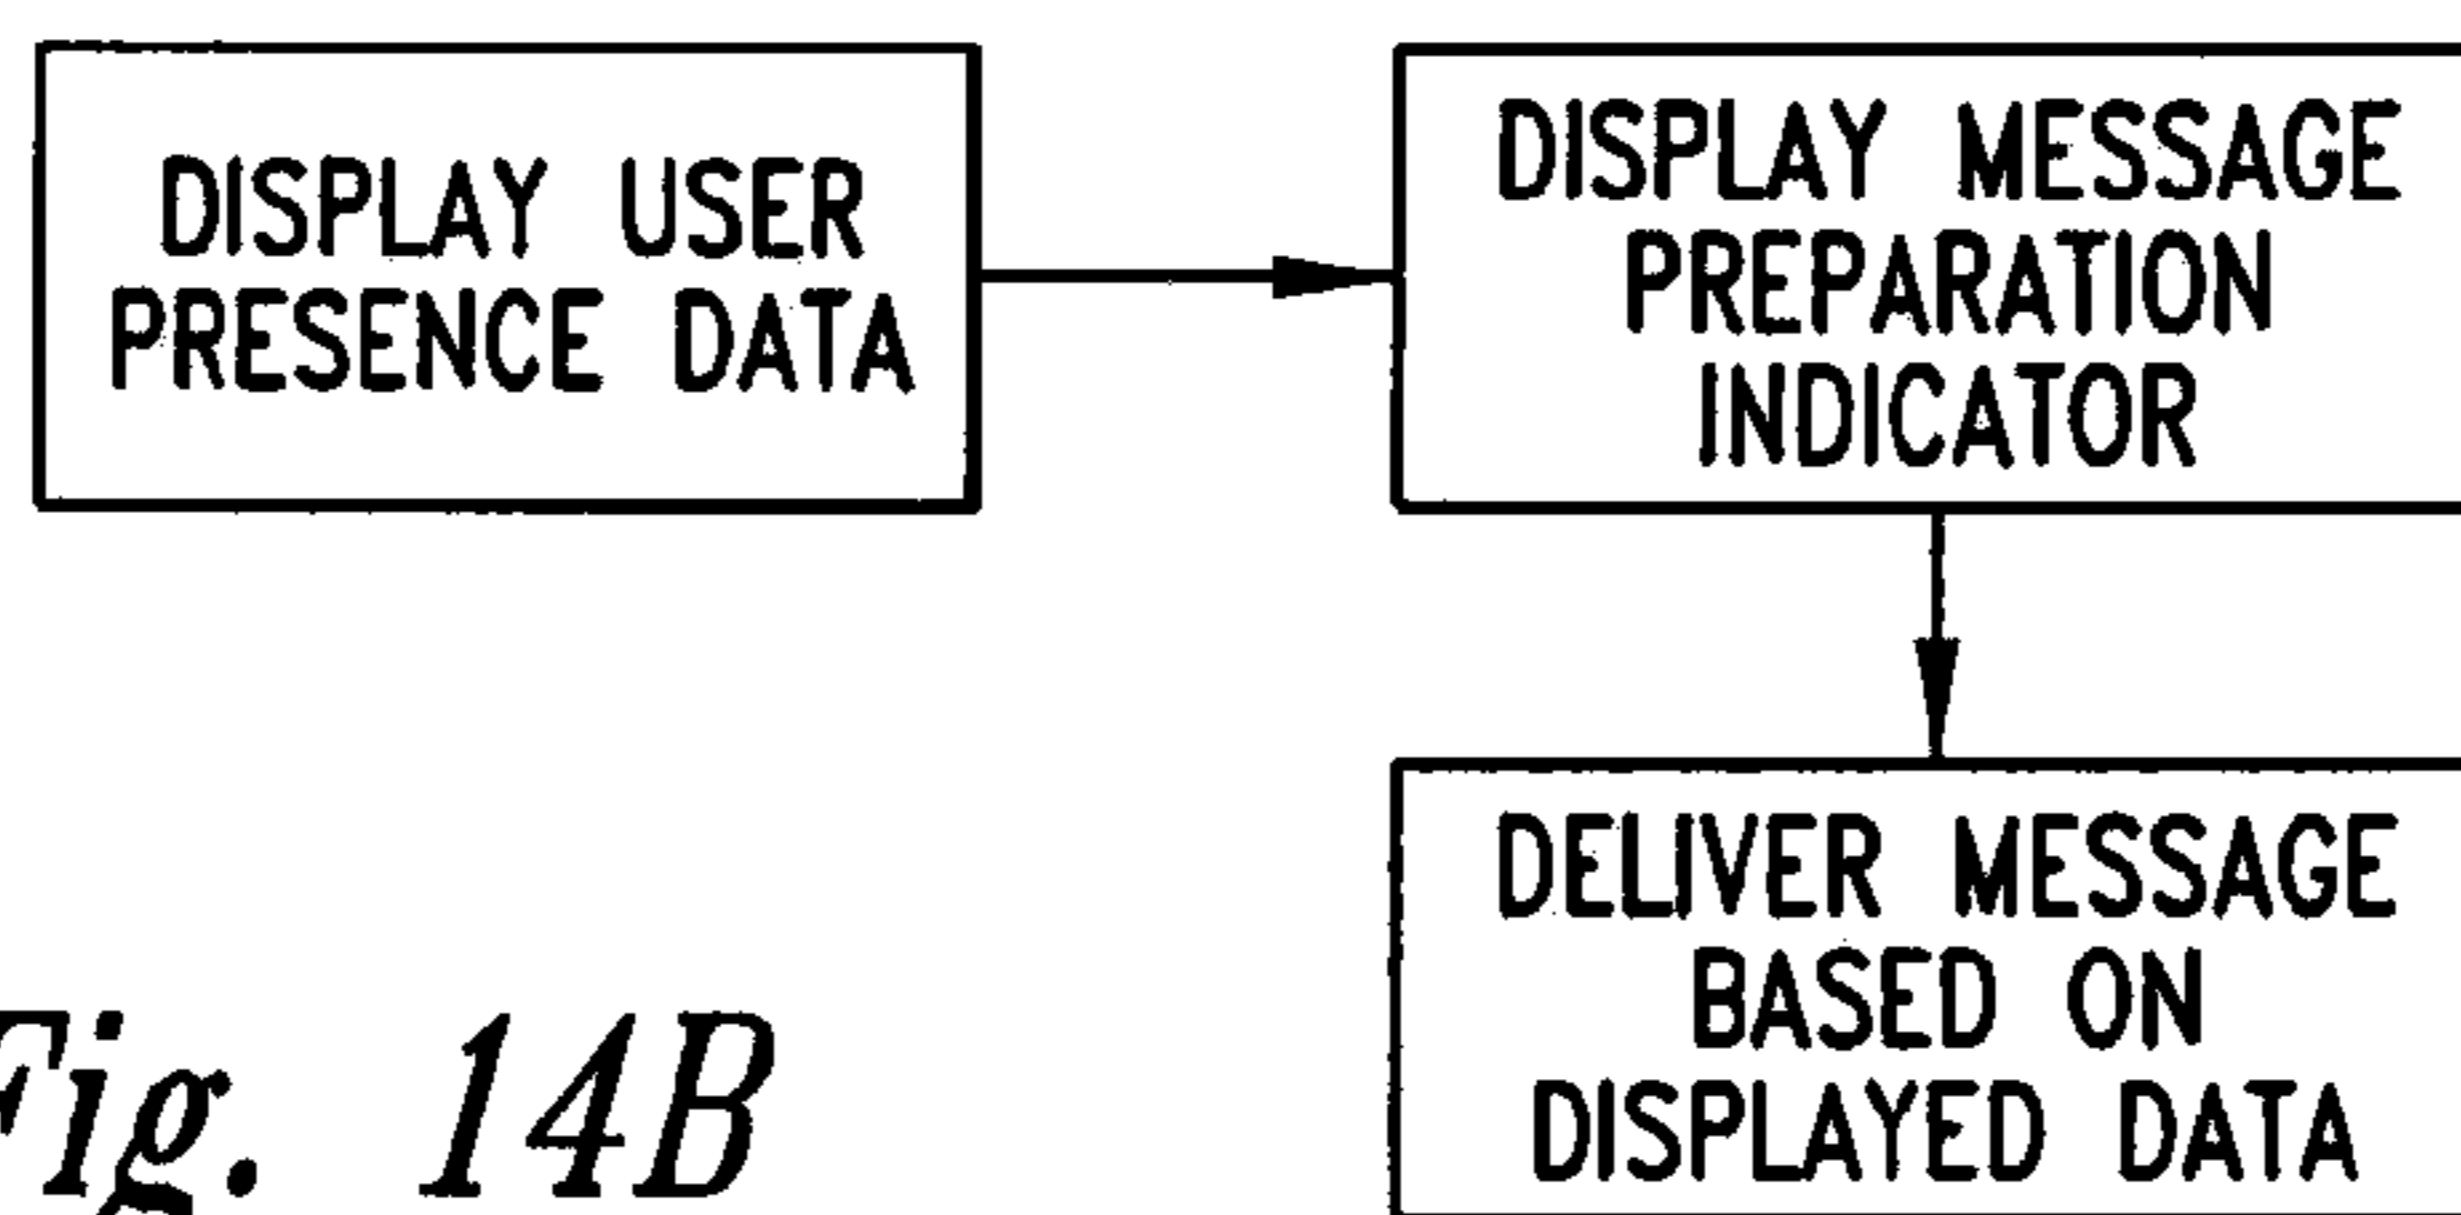 DISPLAY USER
PRESENCE DATA
DISPLAY MESSAGE
PREPARATION
INDICATOR
DELIVER MESSAGE
BASED ON
DISPLAYED DATA
Fig. 14B